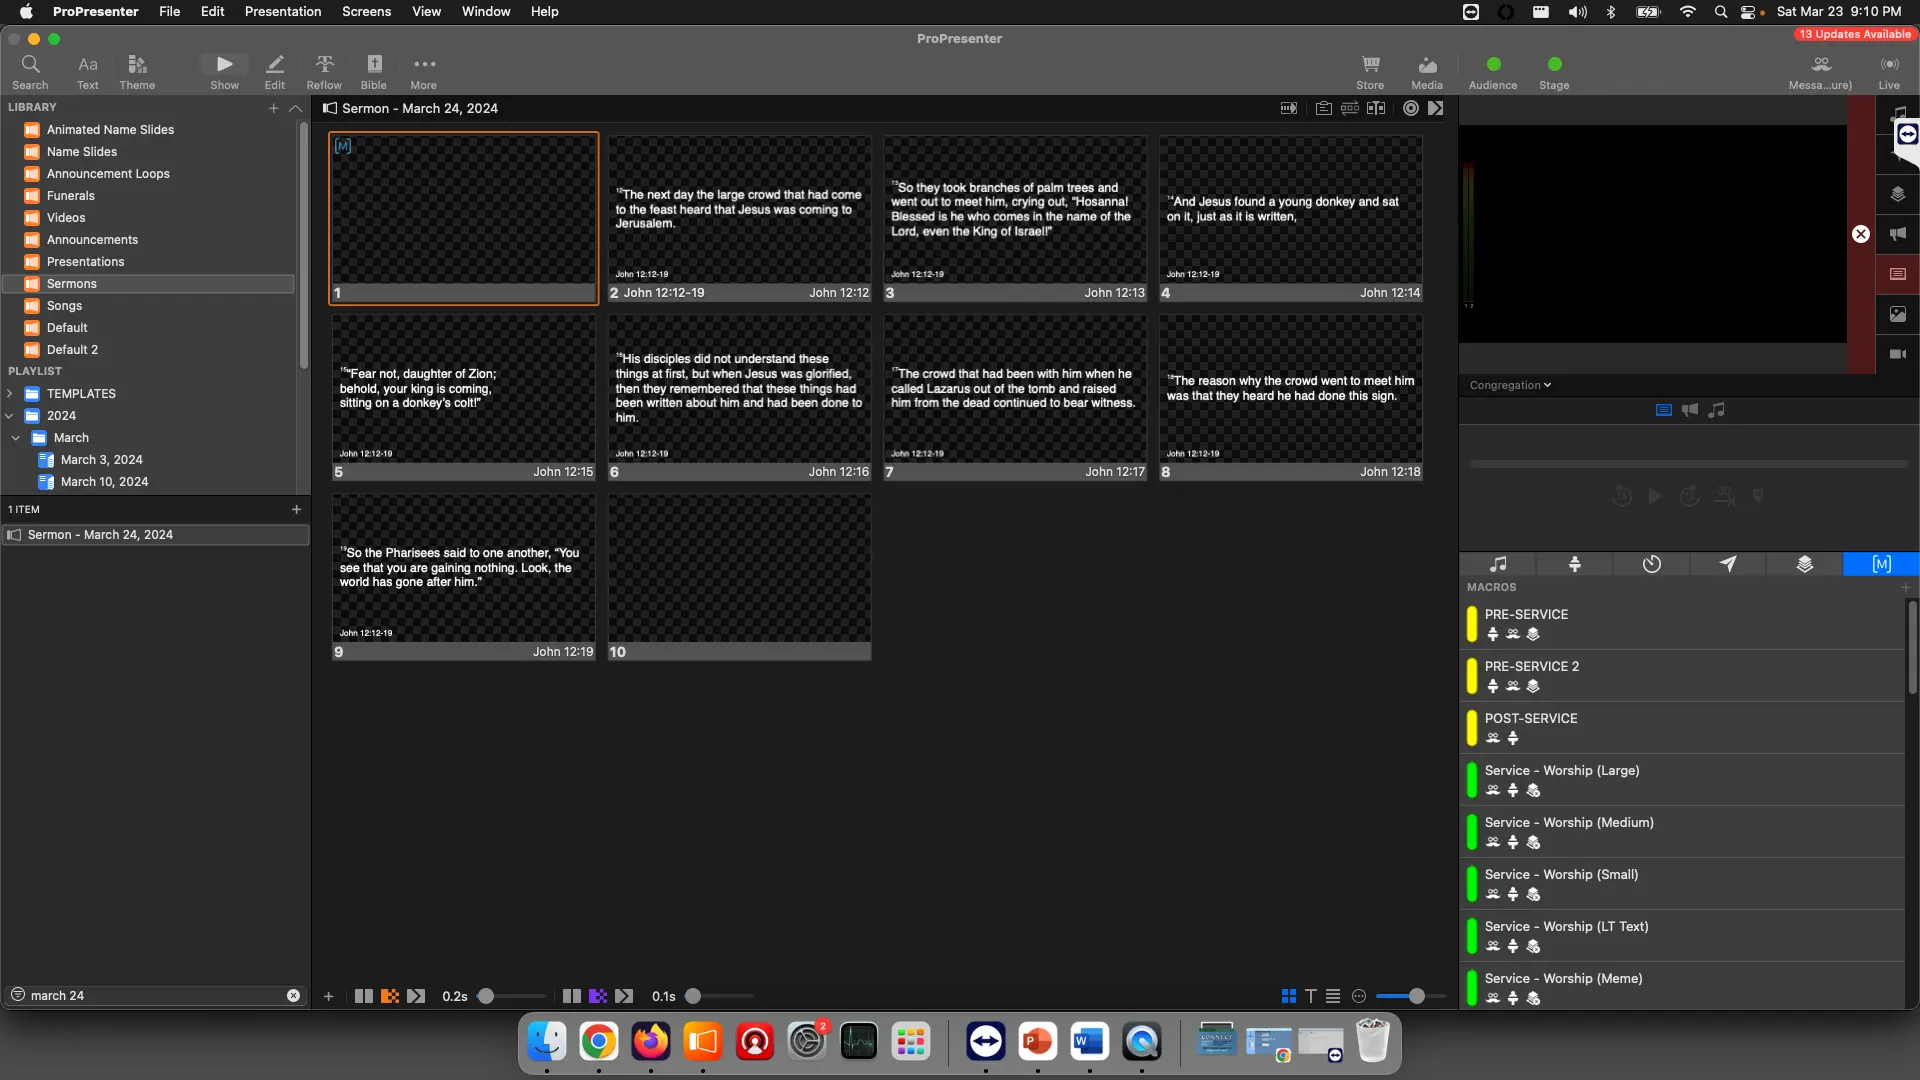 ProPresenter File Edit Presentation Screens View Window Help
Sat Mar 23 9:10 PM
ProPresenter
13 Updates Available
Search Text Theme Show Edit Reflow Bible More
Store Media Audience Stage Messa...ure) Live
LIBRARY
Animated Name Slides
Name Slides
Announcement Loops
Funerals
Videos
Announcements
Presentations
Sermons
Songs
Default
Default 2
PLAYLIST
TEMPLATES
2024
March
March 3, 2024
March 10, 2024
1 ITEM
Sermon - March 24, 2024
march 24
Sermon - March 24, 2024
[M]
1
12The next day the large crowd that had come
to the feast heard that Jesus was coming to
Jerusalem.
John 12:12-19
2 John 12:12-19 John 12:12
13So they took branches of palm trees and
went out to meet him, crying out, "Hosanna!
Blessed is he who comes in the name of the
Lord, even the King of Israel!"
John 12:12-19
3 John 12:13
14And Jesus found a young donkey and sat
on it, just as it is written,
John 12:12-19
4 John 12:14
15“Fear not, daughter of Zion;
behold, your king is coming,
sitting on a donkey’s colt!”
John 12:12-19
5 John 12:15
16His disciples did not understand these
things at first, but when Jesus was glorified,
then they remembered that these things had
been written about him and had been done to
him.
John 12:12-19
6 John 12:16
17The crowd that had been with him when he
called Lazarus out of the tomb and raised
him from the dead continued to bear witness.
John 12:12-19
7 John 12:17
18The reason why the crowd went to meet him
was that they heard he had done this sign.
John 12:12-19
8 John 12:18
19So the Pharisees said to one another, “You
see that you are gaining nothing. Look, the
world has gone after him.”
John 12:12-19
9 John 12:19
10
0.2s
0.1s
Congregation
[M]
MACROS
PRE-SERVICE
PRE-SERVICE 2
POST-SERVICE
Service - Worship (Large)
Service - Worship (Medium)
Service - Worship (Small)
Service - Worship (LT Text)
Service - Worship (Meme)
2
CONNECT